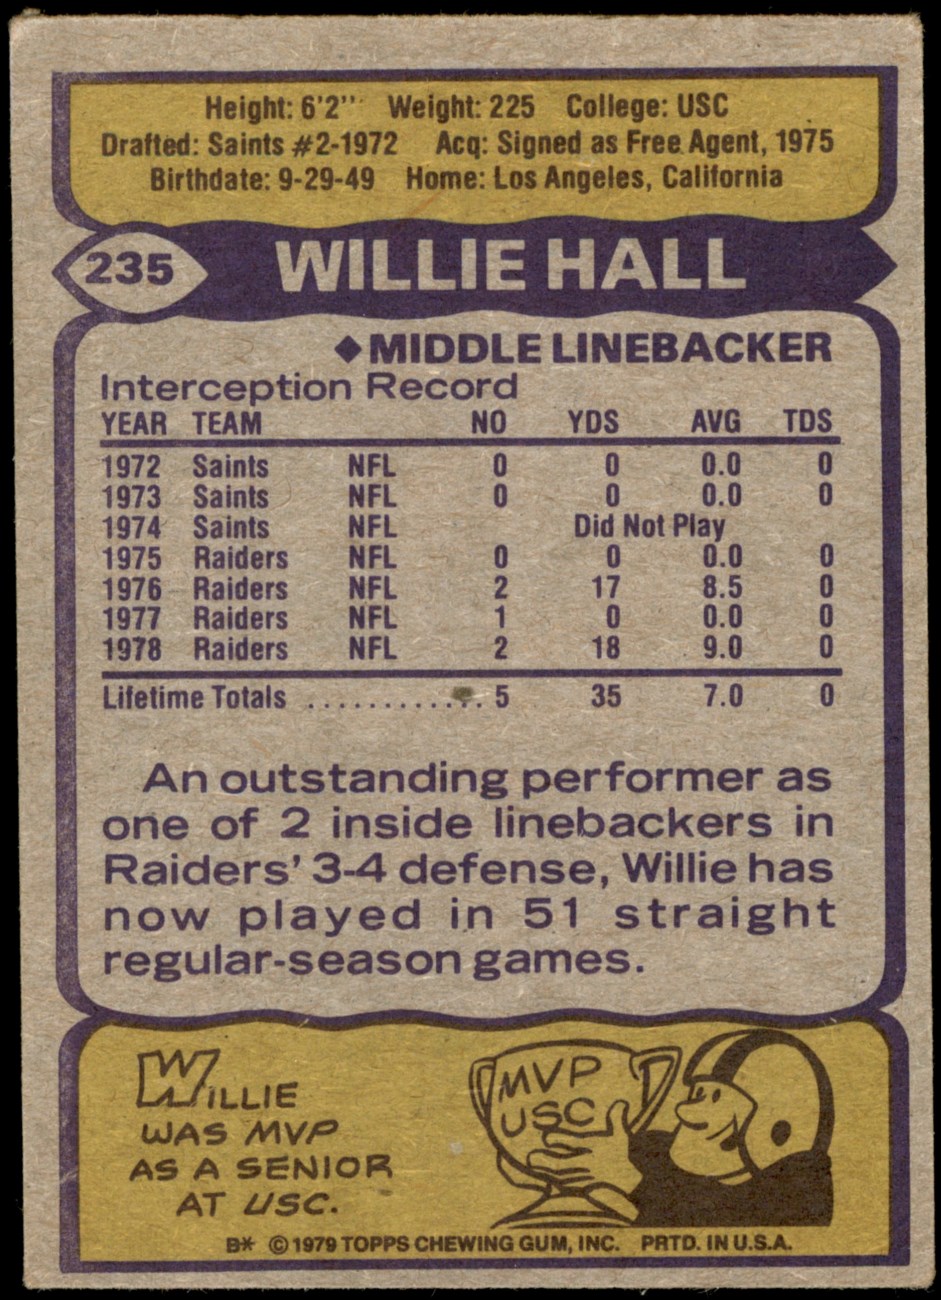 Height: 6'2" Weight: 225 College: USC
Drafted: Saints #2-1972 Acq: Signed as Free Agent, 1975
Birthdate: 9-29-49 Home: Los Angeles, California
235 WILLIE HALL
◆MIDDLE LINEBACKER
Interception Record
YEAR TEAM NO YDS AVG TDS
1972 Saints NFL 0 0 0.0 0
1973 Saints NFL 0 0 0.0 0
1974 Saints NFL Did Not Play
1975 Raiders NFL 0 0 0.0 0
1976 Raiders NFL 2 17 8.5 0
1977 Raiders NFL 1 0 0.0 0
1978 Raiders NFL 2 18 9.0 0
Lifetime Totals ............. 5 35 7.0 0
An outstanding performer as
one of 2 inside linebackers in
Raiders' 3-4 defense, Willie has
now played in 51 straight
regular-season games.
WILLIE
WAS MVP
AS A SENIOR
AT USC.
MVP
USC
B* © 1979 TOPPS CHEWING GUM, INC. PRTD. IN U.S.A.